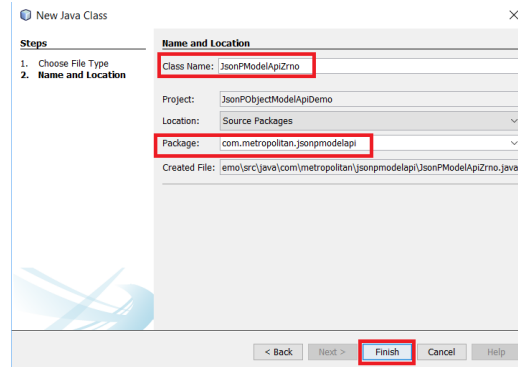 New Java Class
Steps
1. Choose File Type
2. Name and Location
Name and Location
Class Name: JsonPModelApiZrno
Project: JsonPObjectModelApiDemo
Location: Source Packages
Package: com.metropolitan.jsonpmodelapi
Created File: emo\src\java\com\metropolitan\jsonpmodelapi\JsonPModelApiZrno.java
< Back Next > Finish Cancel Help